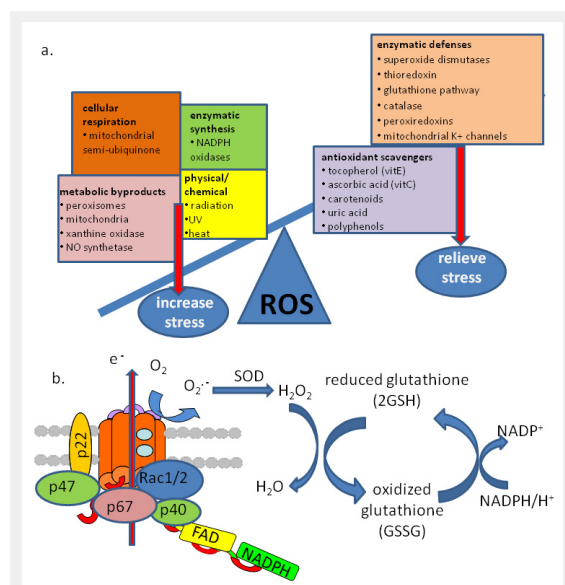 a.
cellular
respiration
• mitochondrial
semi-ubiquinone
enzymatic
synthesis
• NADPH
oxidases
metabolic byproducts
• peroxisomes
• mitochondria
• xanthine oxidase
• NO synthetase
physical/
chemical
• radiation
•UV
•heat
increase
stress
ROS
enzymatic defenses
• superoxide dismutases
• thioredoxin
• glutathione pathway
• catalase
• peroxiredoxins
• mitochondrial K+ channels
antioxidant scavengers
• tocopherol (vitE)
• ascorbic acid (vitC)
• carotenoids
• uric acid
• polyphenols
relieve
stress
b.
e⁻
O₂
O₂·⁻
SOD
H₂O₂
H₂O
reduced glutathione
(2GSH)
oxidized
glutathione
(GSSG)
NADP⁺
NADPH/H⁺
p22
p47
p67
Rac1/2
p40
FAD
NADPH